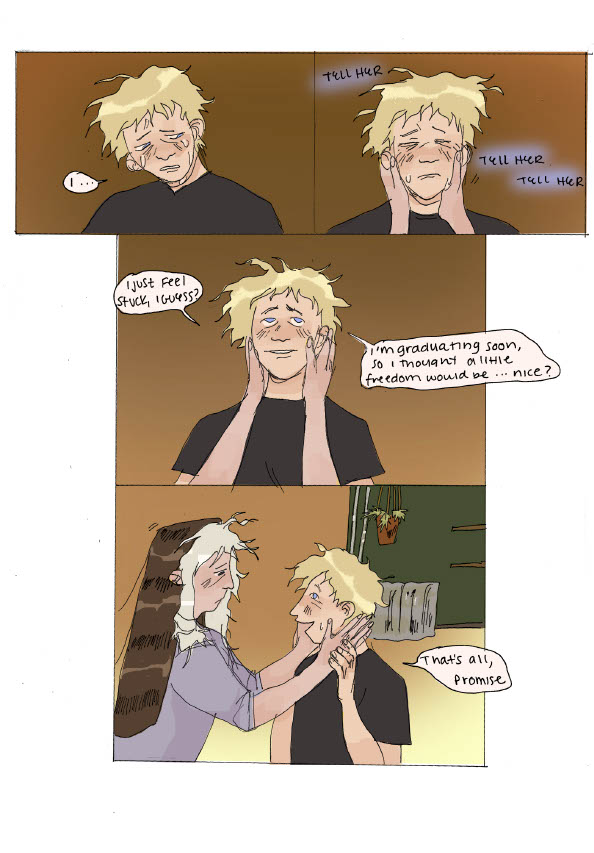 I ...
TELL HER
TELL HER
TELL HER
I just feel
stuck, I guess?
I'm graduating soon,
so I thought a little
freedom would be ... nice?
That's all,
promise